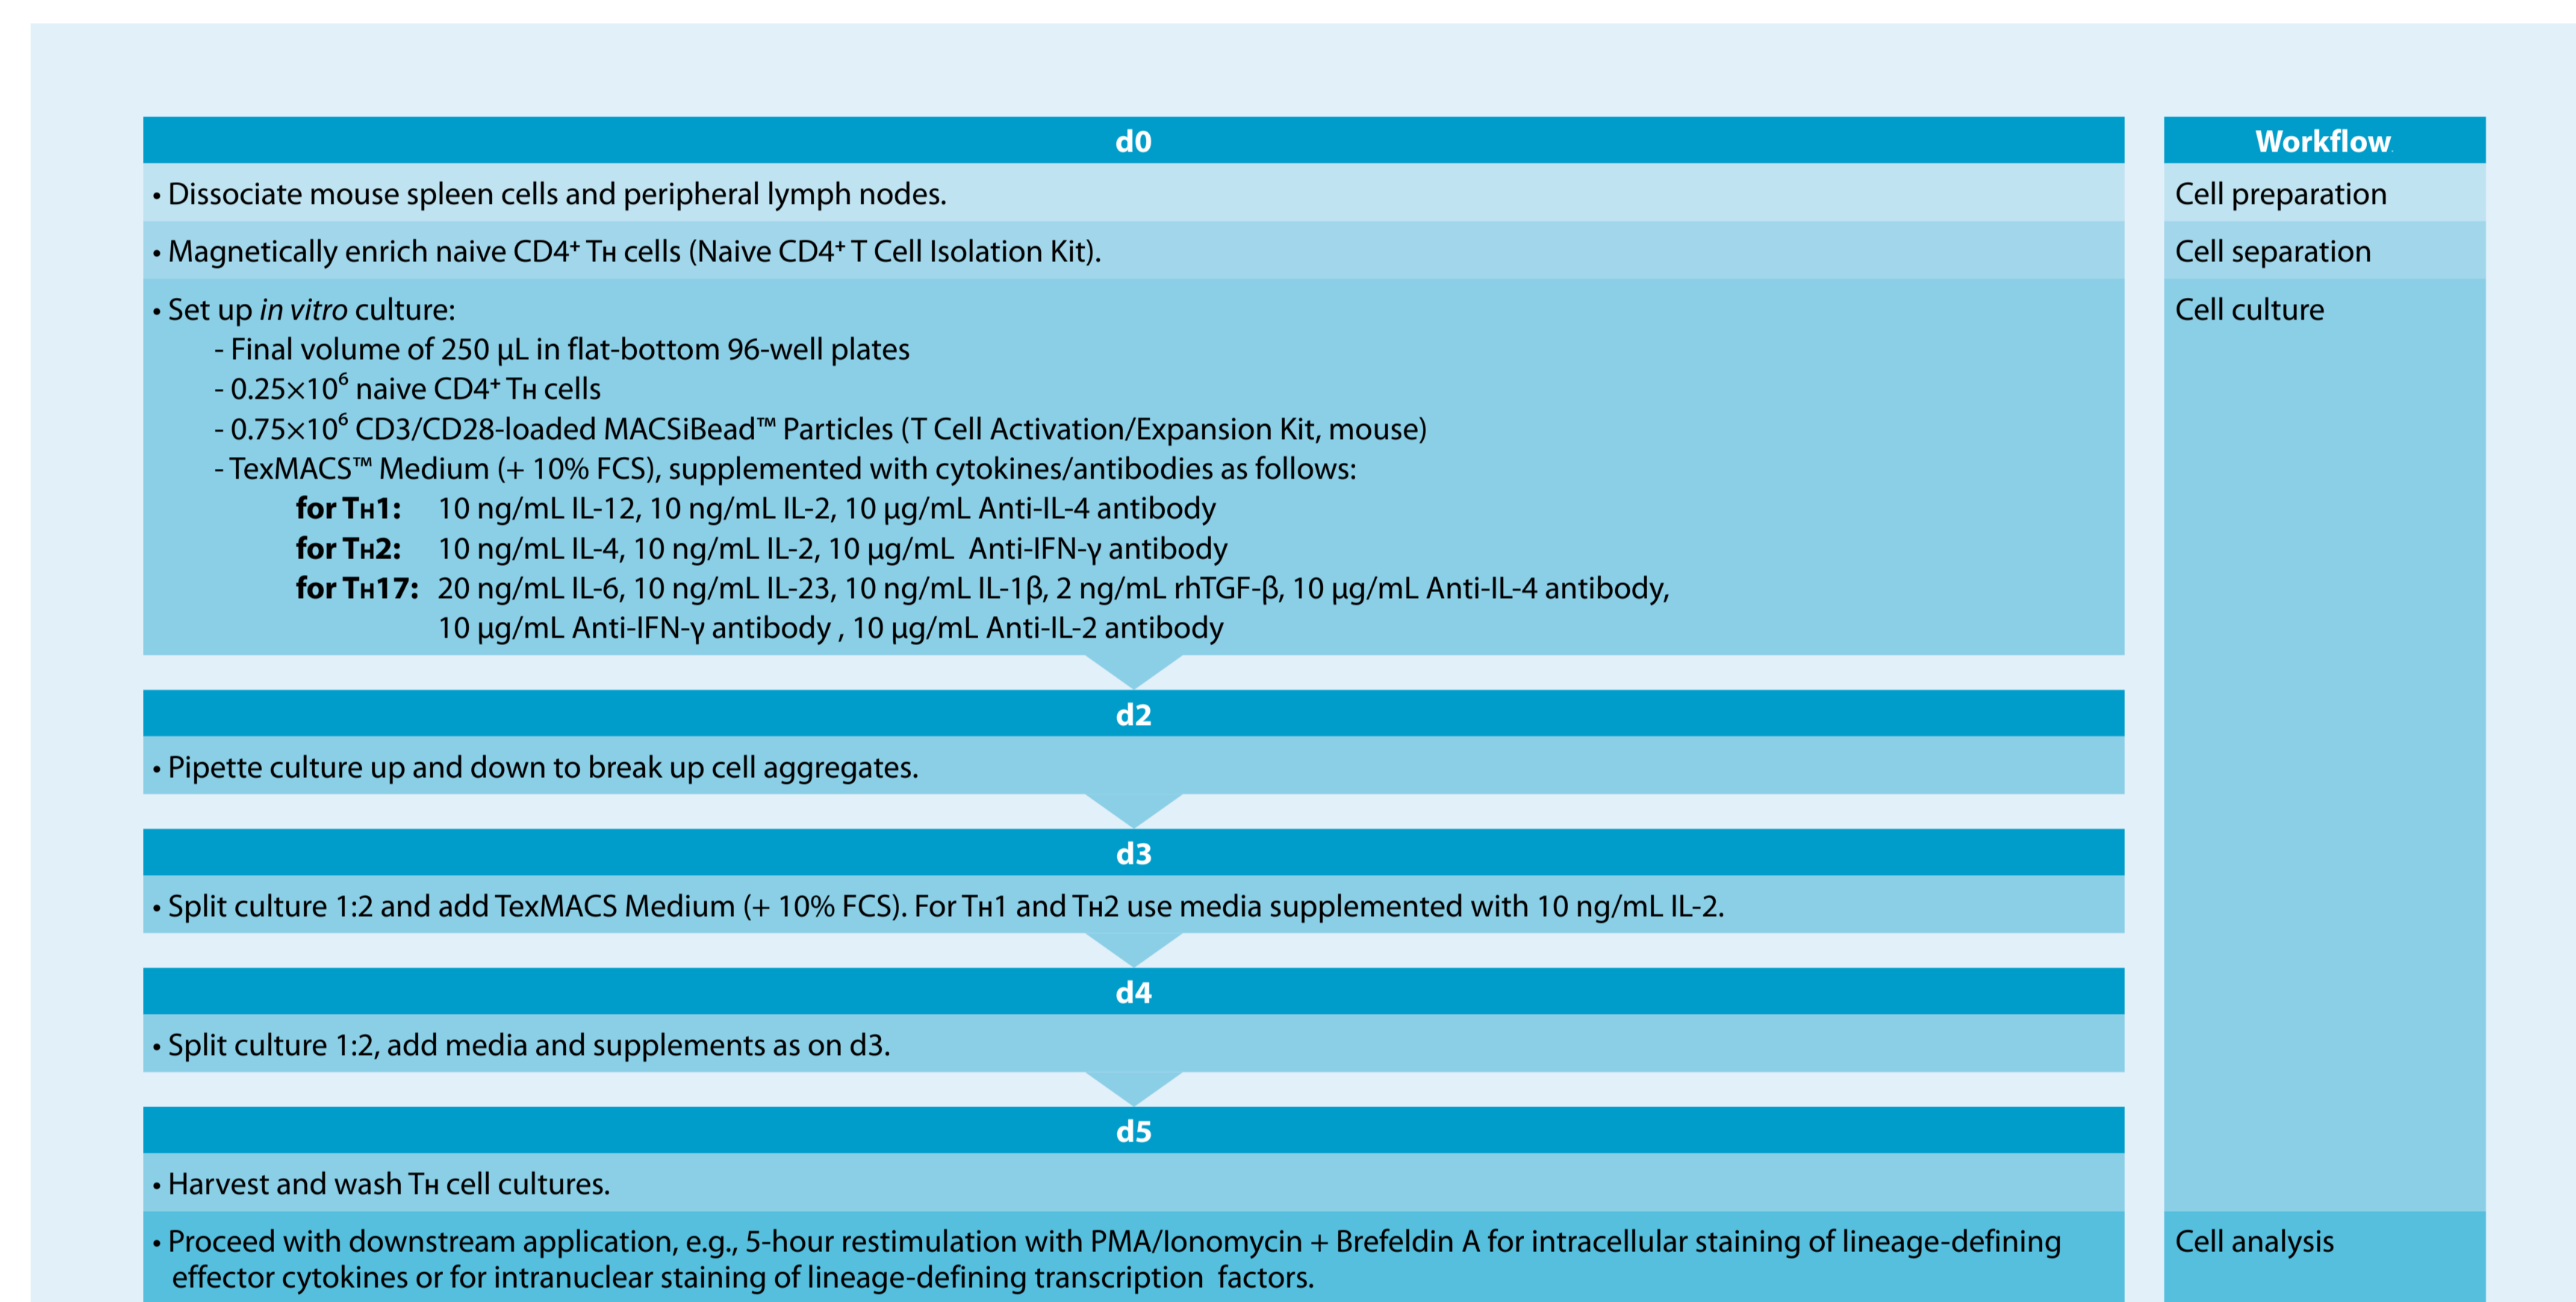 d0
• Dissociate mouse spleen cells and peripheral lymph nodes.
• Magnetically enrich naive CD4⁺ TH cells (Naive CD4⁺ T Cell Isolation Kit).
• Set up in vitro culture:
- Final volume of 250 µL in flat-bottom 96-well plates
- 0.25×10⁶ naive CD4⁺ TH cells
- 0.75×10⁶ CD3/CD28-loaded MACSiBead™ Particles (T Cell Activation/Expansion Kit, mouse)
- TexMACS™ Medium (+ 10% FCS), supplemented with cytokines/antibodies as follows:
for TH1: 10 ng/mL IL-12, 10 ng/mL IL-2, 10 µg/mL Anti-IL-4 antibody
for TH2: 10 ng/mL IL-4, 10 ng/mL IL-2, 10 µg/mL Anti-IFN-γ antibody
for TH17: 20 ng/mL IL-6, 10 ng/mL IL-23, 10 ng/mL IL-1β, 2 ng/mL rhTGF-β, 10 µg/mL Anti-IL-4 antibody,
10 µg/mL Anti-IFN-γ antibody , 10 µg/mL Anti-IL-2 antibody
d2
• Pipette culture up and down to break up cell aggregates.
d3
• Split culture 1:2 and add TexMACS Medium (+ 10% FCS). For TH1 and TH2 use media supplemented with 10 ng/mL IL-2.
d4
• Split culture 1:2, add media and supplements as on d3.
d5
• Harvest and wash TH cell cultures.
• Proceed with downstream application, e.g., 5-hour restimulation with PMA/Ionomycin + Brefeldin A for intracellular staining of lineage-defining
effector cytokines or for intranuclear staining of lineage-defining transcription factors.
Workflow
Cell preparation
Cell separation
Cell culture
Cell analysis